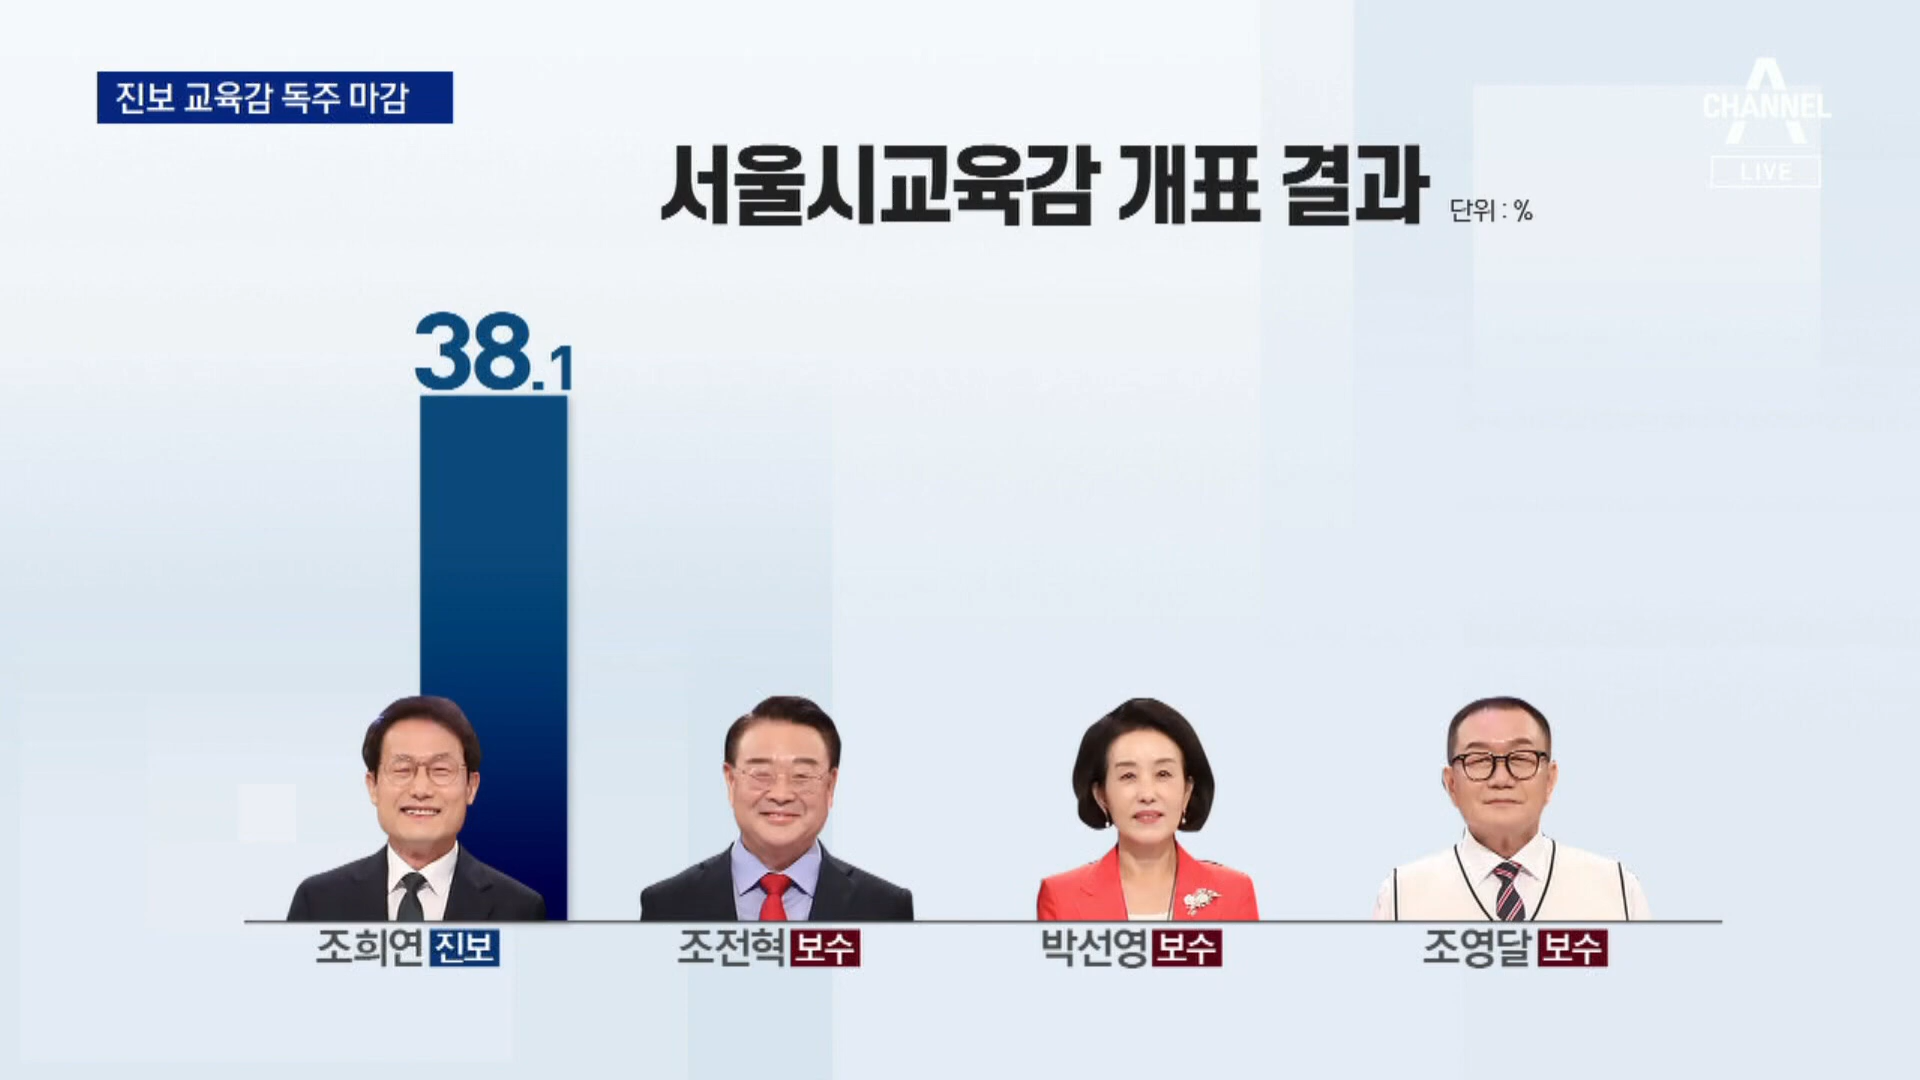 진보 교육감 독주 마감
CHANNEL A
LIVE
서울시교육감 개표 결과 단위 : %
38.1
조희연 진보
조전혁 보수
박선영 보수
조영달 보수